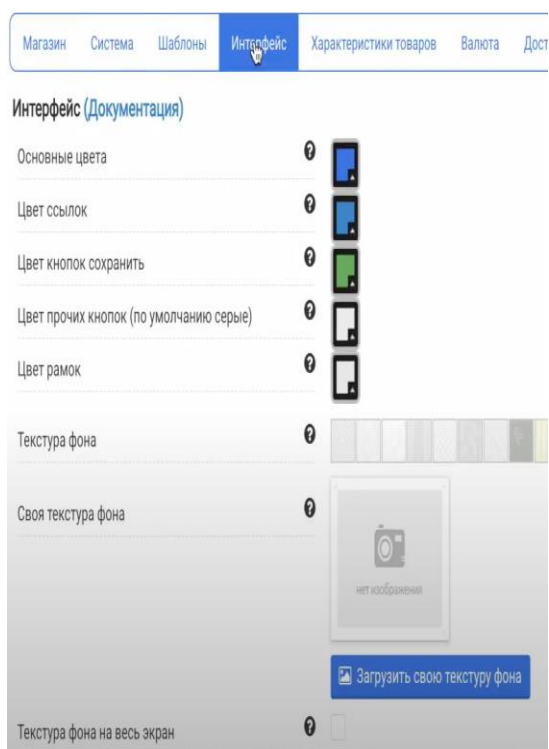 Магазин Система Шаблоны Интерфейс Характеристики товаров Валюта Дост
Интерфейс (Документация)
Основные цвета ?
Цвет ссылок ?
Цвет кнопок сохранить ?
Цвет прочих кнопок (по умолчанию серые) ?
Цвет рамок ?
Текстура фона ?
Своя текстура фона ?
нет изображения
Загрузить свою текстуру фона
Текстура фона на весь экран ?